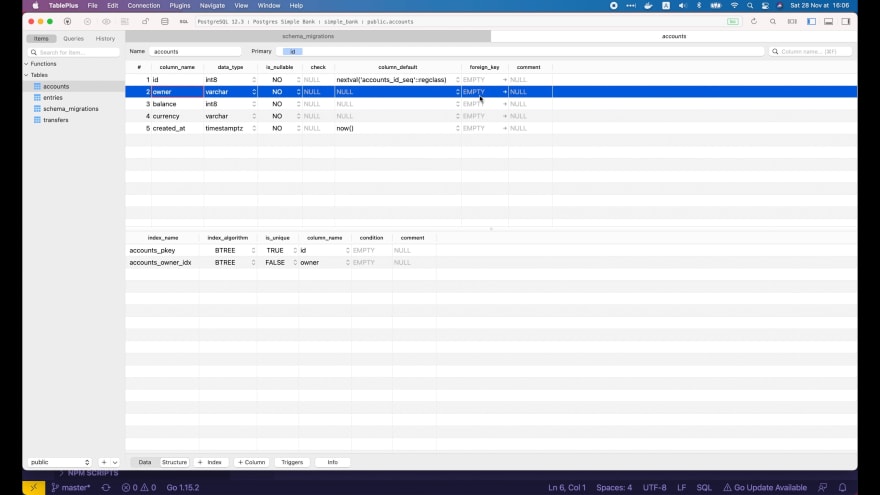 TablePlus File Edit Connection Plugins Navigate View Window Help Sat 28 Nov at 16:06
SQL PostgreSQL 12.3 : Postgres Simple Bank : simple_bank : public.accounts
Items Queries History schema_migrations accounts
Search for item... Name accounts Primary id Column name... (⌘F)
Functions
Tables
accounts
entries
schema_migrations
transfers
# column_name data_type is_nullable check column_default foreign_key comment
1 id int8 NO NULL nextval('accounts_id_seq'::regclass) EMPTY NULL
2 owner varchar NO NULL NULL EMPTY NULL
3 balance int8 NO NULL NULL EMPTY NULL
4 currency varchar NO NULL NULL EMPTY NULL
5 created_at timestamptz NO NULL now() EMPTY NULL
index_name index_algorithm is_unique column_name condition comment
accounts_pkey BTREE TRUE id EMPTY NULL
accounts_owner_idx BTREE FALSE owner EMPTY NULL
public + Data Structure + Index + Column Triggers Info
NPM SCRIPTS
master* 0 0 Go 1.15.2 Ln 6, Col 1 Spaces: 4 UTF-8 LF SQL Go Update Available